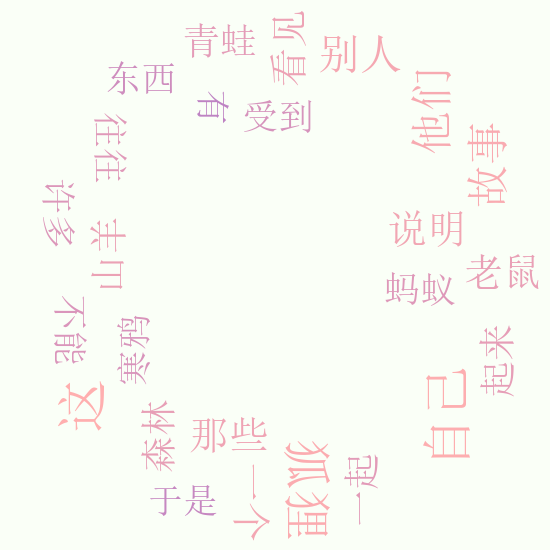 青蛙
看见
别人
东西
有
受到
他们
往往
故事
许多
山羊
说明
老鼠
蚂蚁
不能
寒鸦
起来
这
自己
森林
那些
狐狸
一起
一个
于是